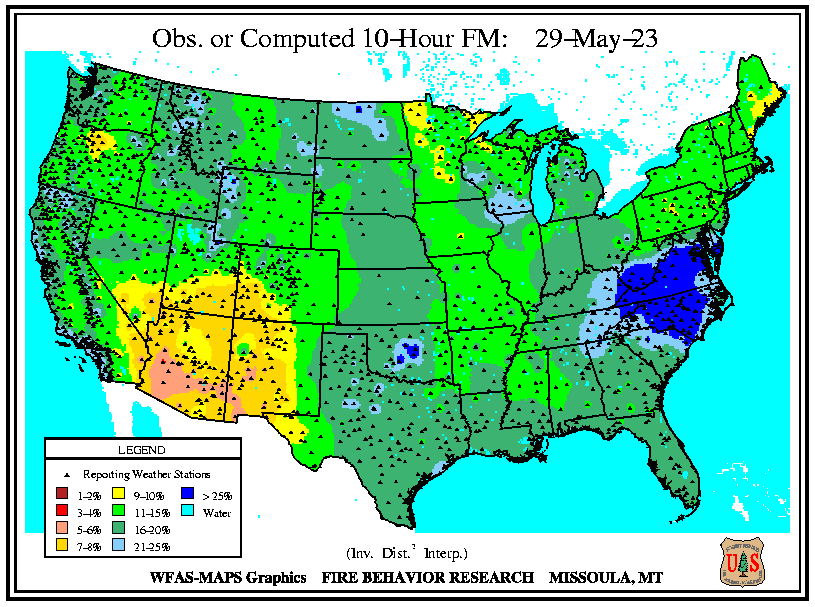 Obs. or Computed 10-Hour FM: 29-May-23
LEGEND
Reporting Weather Stations
1-2% 9-10% > 25%
3-4% 11-15% Water
5-6% 16-20%
7-8% 21-25%
(Inv. Dist.² Interp.)
WFAS-MAPS Graphics FIRE BEHAVIOR RESEARCH MISSOULA, MT
U S